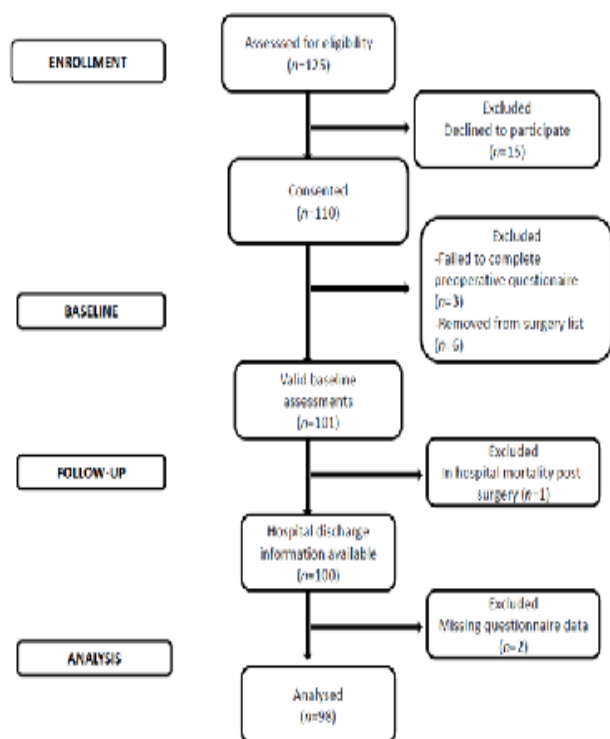 Assesssed for eligibility
(n=125)
ENROLLMENT
Excluded
Declined to participate
(n=15)
Consented
(n=110)
Excluded
-Failed to complete
preoperative questionaire
(n=3)
-Removed from surgery list
(n=6)
BASELINE
Valid baseline
assessments
(n=101)
Excluded
In hospital mortality post
surgery (n=1)
FOLLOW-UP
Hospital discharge
information available
(n=100)
Excluded
Missing questionnaire data
(n=2)
ANALYSIS
Analysed
(n=98)